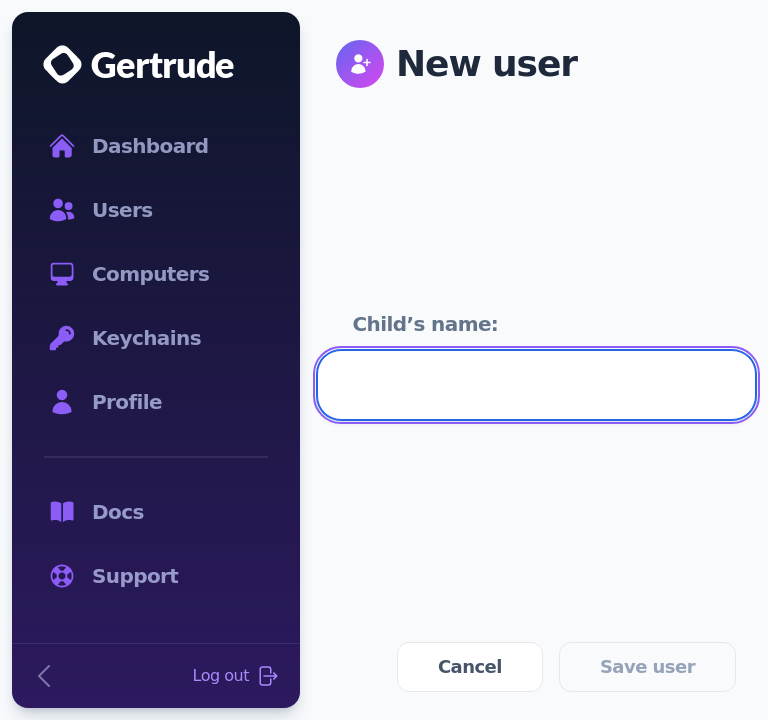 Gertrude
Dashboard
Users
Computers
Keychains
Profile
Docs
Support
Log out
New user
Child’s name:
Cancel
Save user